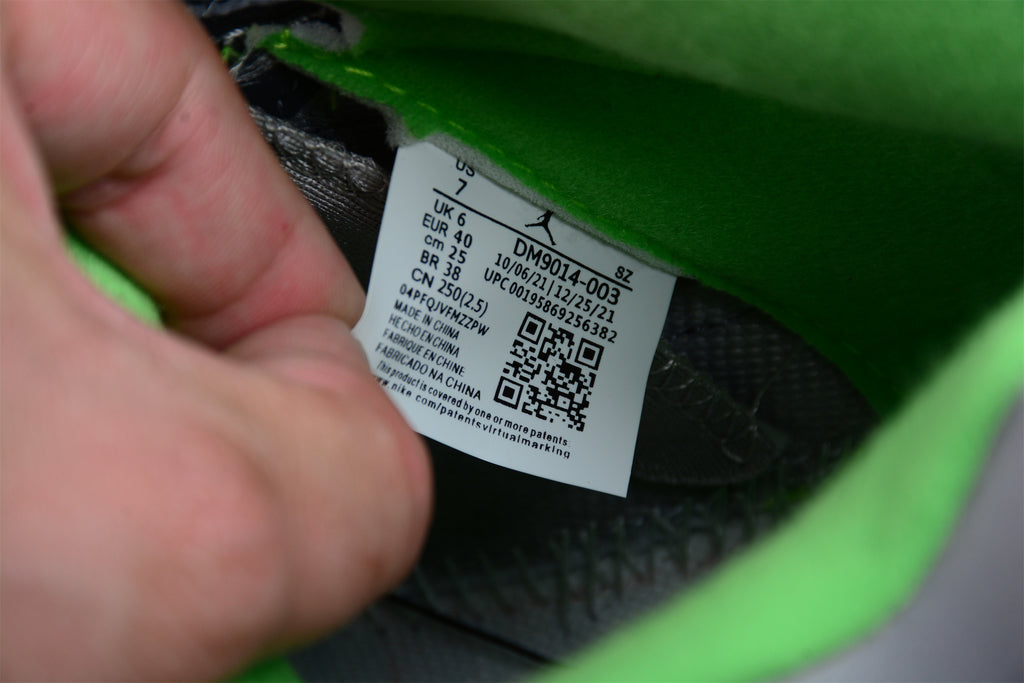 US
7
UK 6
EUR 40
cm 25
BR 38
CN 250(2.5)
04PFQJVFMZZPW
MADE IN CHINA
HECHO EN CHINA
FABRIQUE EN CHINE
FABRICADO NA CHINA
This product is covered by one or more patents:
www.nike.com/patentsvirtualmarking
SZ
DM9014-003
10/06/21|12/25/21
UPC 00195869256382